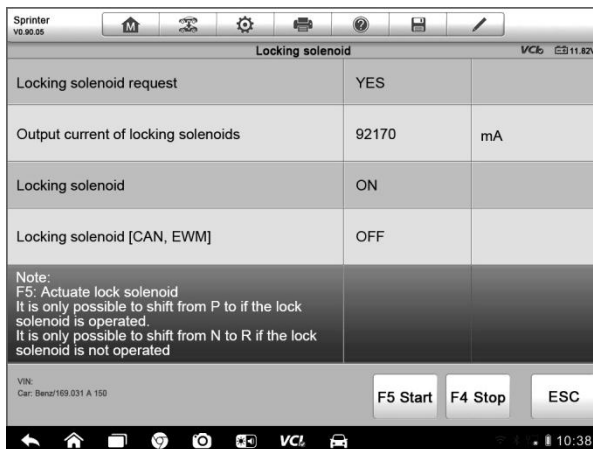 Sprinter
V0.90.05
Locking solenoid
VCI 11.82V
Locking solenoid request YES
Output current of locking solenoids 92170 mA
Locking solenoid ON
Locking solenoid [CAN, EWM] OFF
Note:
F5: Actuate lock solenoid
It is only possible to shift from P to if the lock
solenoid is operated.
It is only possible to shift from N to R if the lock
solenoid is not operated
VIN:
Car: Benz/169.031 A 150
F5 Start F4 Stop ESC
VCI 10:38